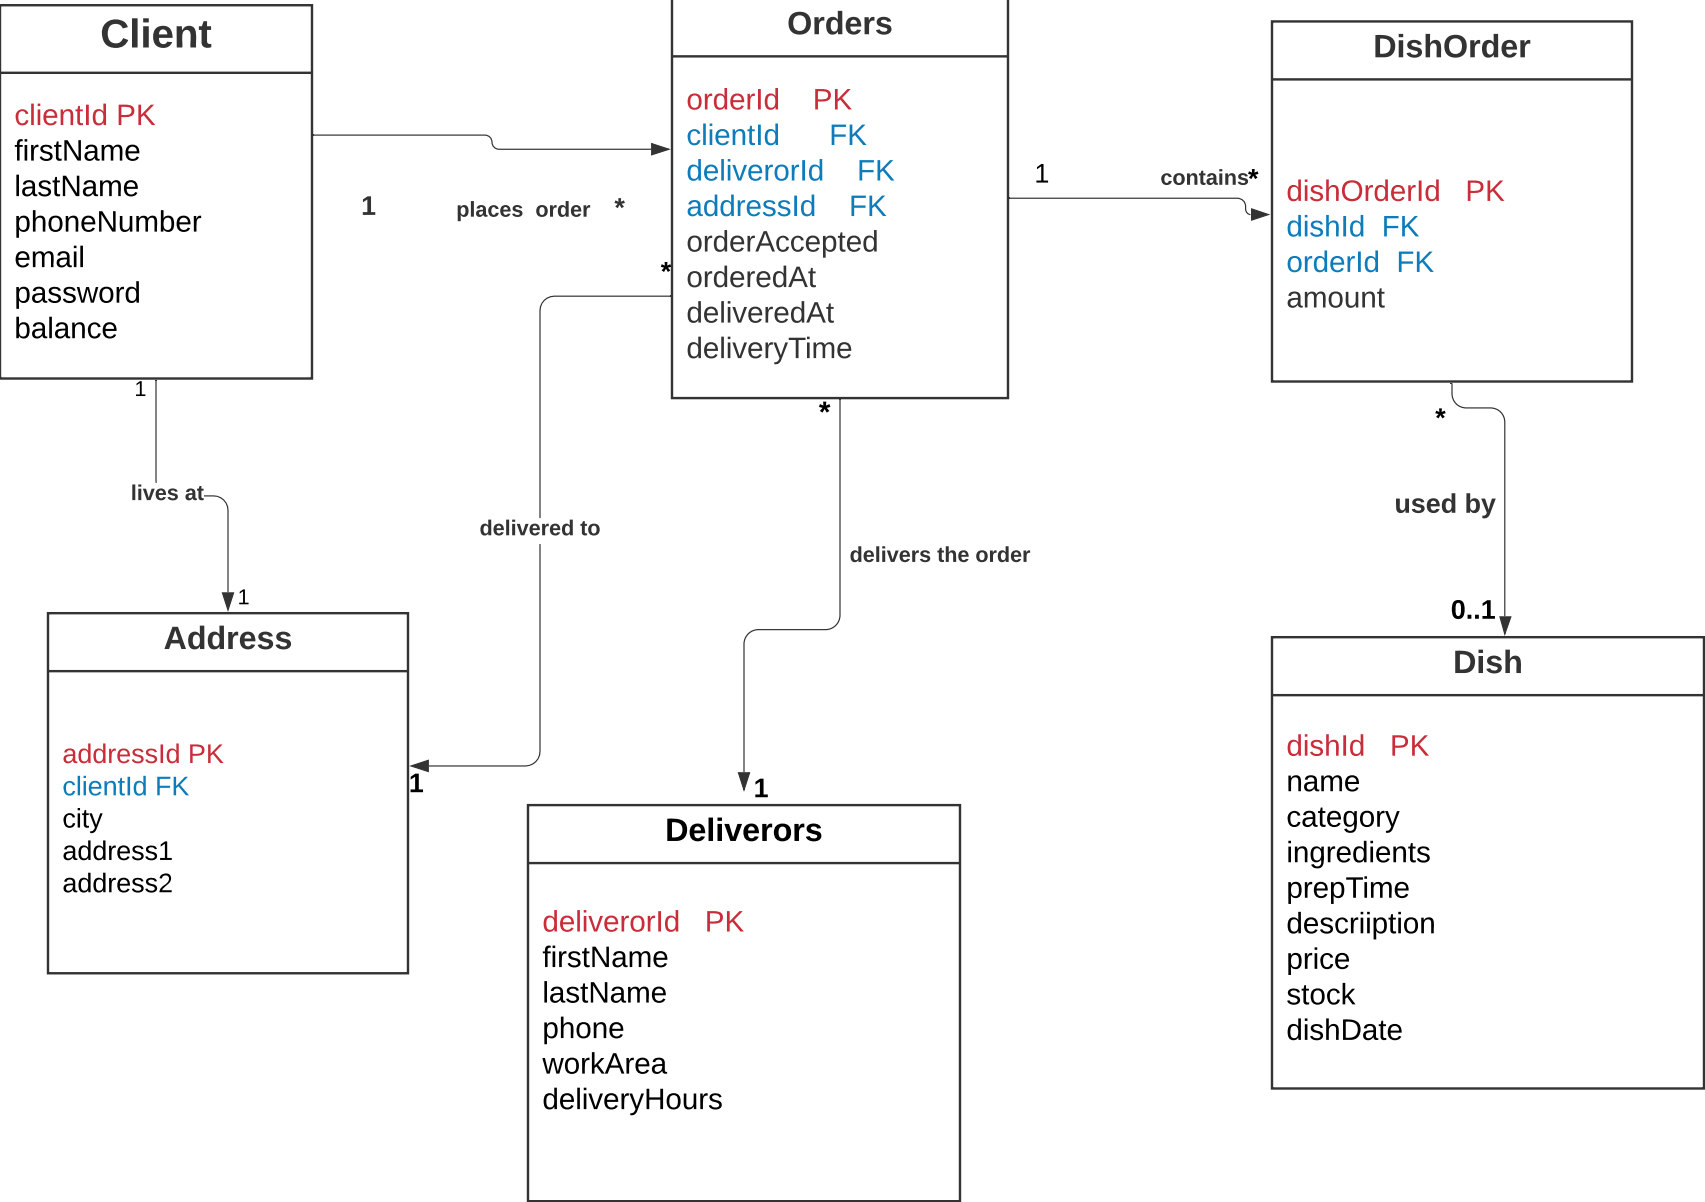 Client
clientId PK
firstName
lastName
phoneNumber
email
password
balance
1
places order
*
Orders
orderId PK
clientId FK
deliverorId FK
addressId FK
orderAccepted
orderedAt
deliveredAt
deliveryTime
1
contains*
DishOrder
dishOrderId PK
dishId FK
orderId FK
amount
1
lives at
1
*
delivered to
1
*
delivers the order
1
*
used by
0..1
Address
addressId PK
clientId FK
city
address1
address2
Deliverors
deliverorId PK
firstName
lastName
phone
workArea
deliveryHours
Dish
dishId PK
name
category
ingredients
prepTime
descriiption
price
stock
dishDate